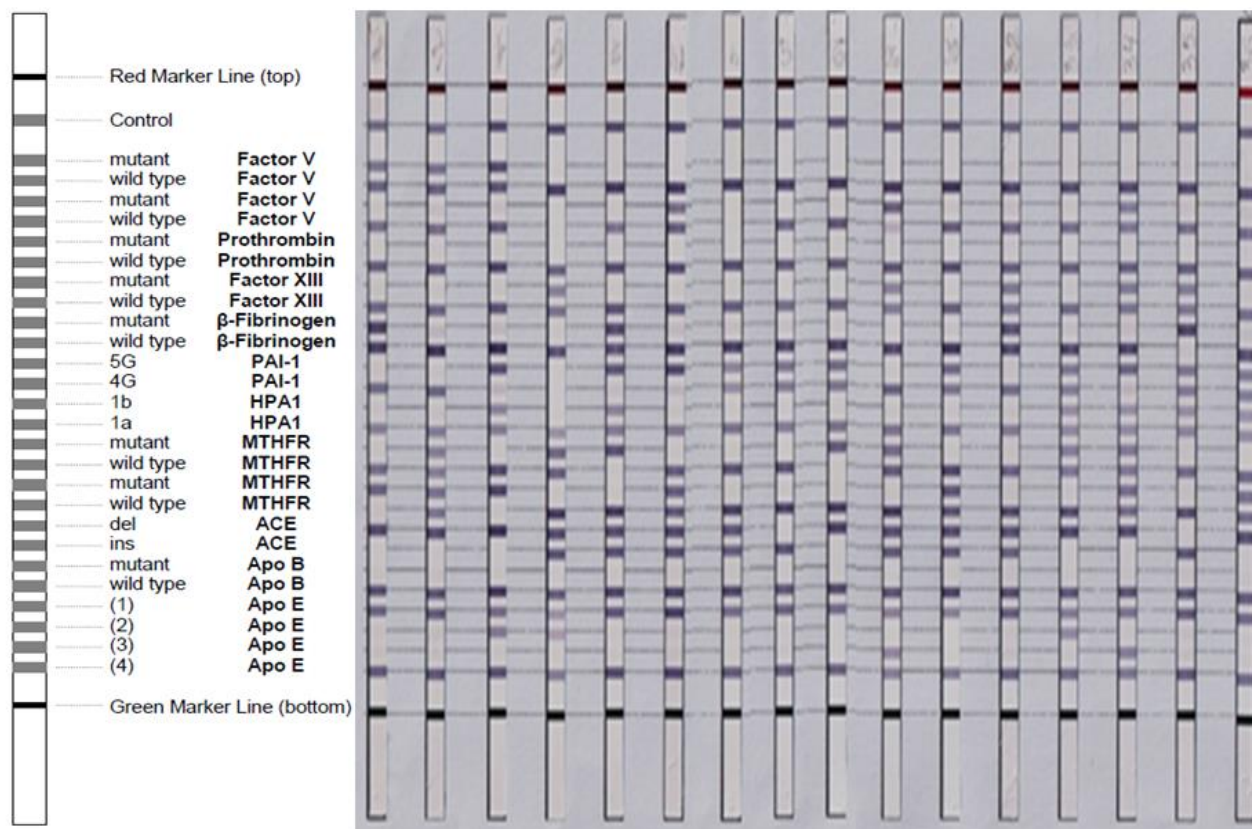 Red Marker Line (top)
Control
mutant Factor V
wild type Factor V
mutant Factor V
wild type Factor V
mutant Prothrombin
wild type Prothrombin
mutant Factor XIII
wild type Factor XIII
mutant β-Fibrinogen
wild type β-Fibrinogen
5G PAI-1
4G PAI-1
1b HPA1
1a HPA1
mutant MTHFR
wild type MTHFR
mutant MTHFR
wild type MTHFR
del ACE
ins ACE
mutant Apo B
wild type Apo B
(1) Apo E
(2) Apo E
(3) Apo E
(4) Apo E
Green Marker Line (bottom)